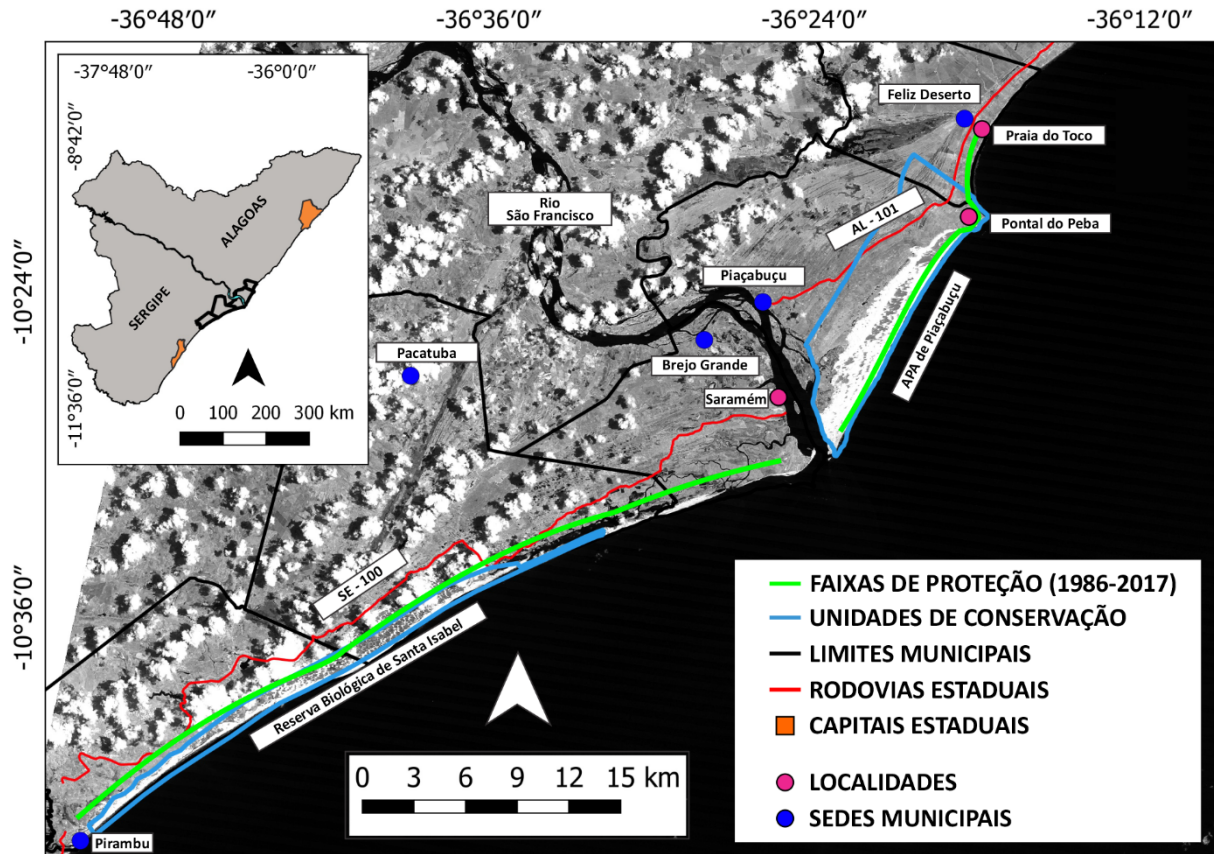 -36°48′0″
-36°36′0″
-36°24′0″
-36°12′0″
-37°48′0″
-36°0′0″
-8°42′0″
-11°36′0″
ALAGOAS
SERGIPE
0 100 200 300 km
-10°24′0″
-10°36′0″
Feliz Deserto
Praia do Toco
Rio
São Francisco
AL - 101
Pontal do Peba
Piaçabuçu
APA de Piaçabuçu
Pacatuba
Brejo Grande
Saramém
SE - 100
Reserva Biológica de Santa Isabel
Pirambu
0 3 6 9 12 15 km
FAIXAS DE PROTEÇÃO (1986-2017)
UNIDADES DE CONSERVAÇÃO
LIMITES MUNICIPAIS
RODOVIAS ESTADUAIS
CAPITAIS ESTADUAIS
LOCALIDADES
SEDES MUNICIPAIS